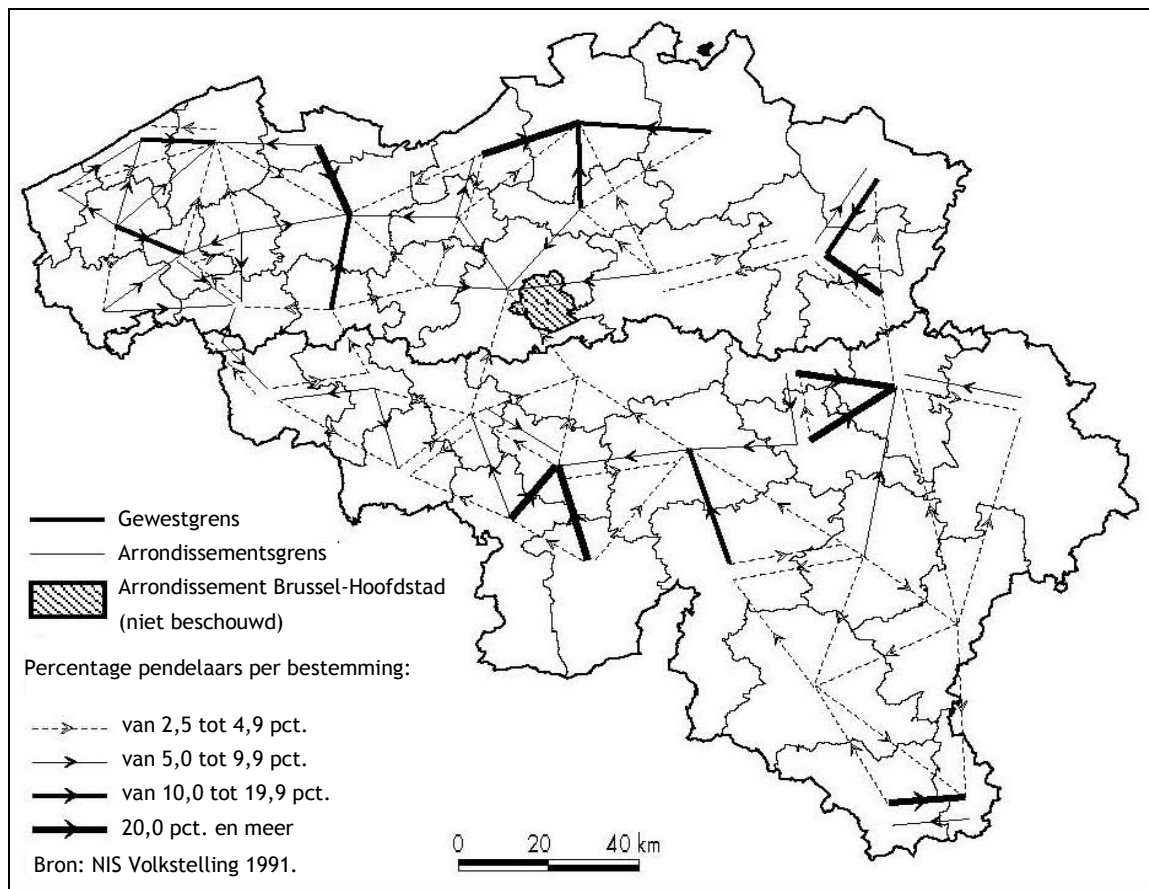 Gewestgrens
Arrondissementsgrens
Arrondissement Brussel-Hoofdstad
(niet beschouwd)
Percentage pendelaars per bestemming:
van 2,5 tot 4,9 pct.
van 5,0 tot 9,9 pct.
van 10,0 tot 19,9 pct.
20,0 pct. en meer
Bron: NIS Volkstelling 1991.
0 20 40 km